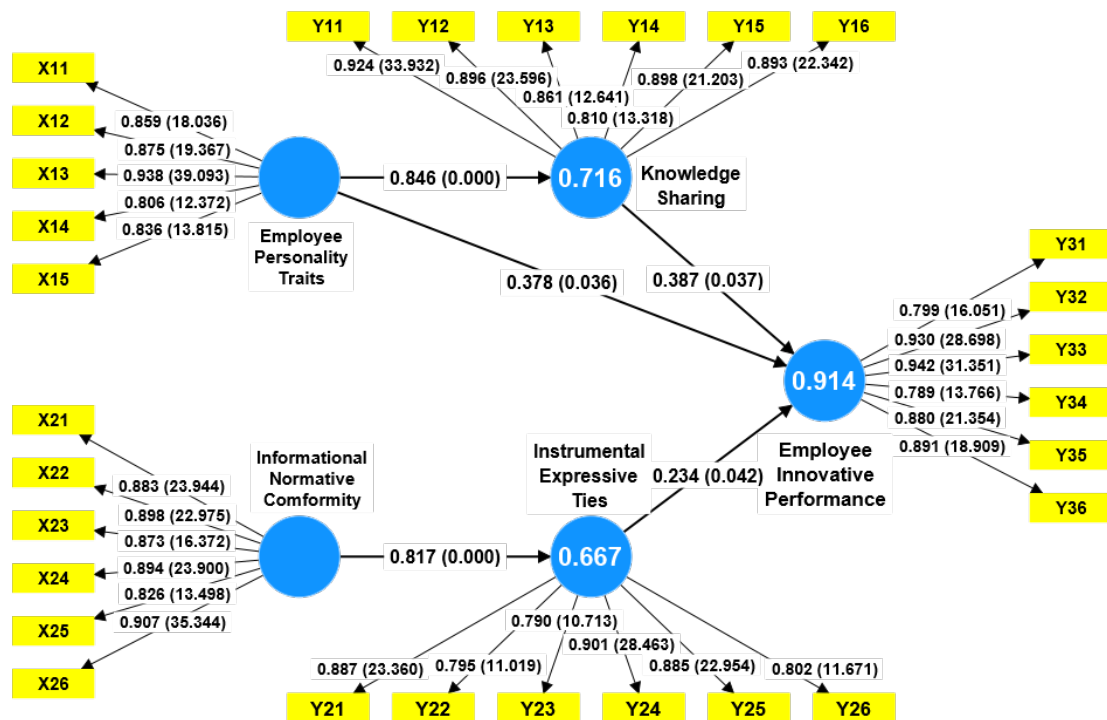 Y11
Y12
Y13
Y14
Y15
Y16
0.924 (33.932)
0.896 (23.596)
0.861 (12.641)
0.810 (13.318)
0.898 (21.203)
0.893 (22.342)
X11
X12
X13
X14
X15
0.859 (18.036)
0.875 (19.367)
0.938 (39.093)
0.806 (12.372)
0.836 (13.815)
Employee
Personality
Traits
0.846 (0.000)
0.716
Knowledge
Sharing
0.378 (0.036)
0.387 (0.037)
Y31
Y32
Y33
Y34
Y35
Y36
0.799 (16.051)
0.930 (28.698)
0.942 (31.351)
0.789 (13.766)
0.880 (21.354)
0.891 (18.909)
0.914
Employee
Innovative
Performance
X21
X22
X23
X24
X25
X26
0.883 (23.944)
0.898 (22.975)
0.873 (16.372)
0.894 (23.900)
0.826 (13.498)
0.907 (35.344)
Informational
Normative
Comformity
0.817 (0.000)
Instrumental
Expressive
Ties
0.234 (0.042)
0.667
0.887 (23.360)
0.795 (11.019)
0.790 (10.713)
0.901 (28.463)
0.885 (22.954)
0.802 (11.671)
Y21
Y22
Y23
Y24
Y25
Y26